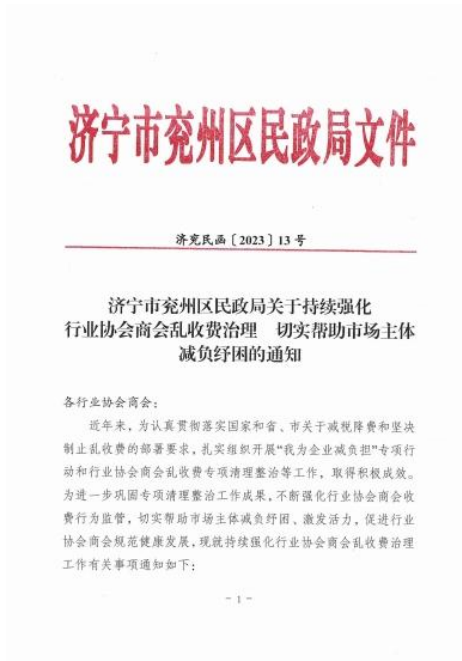 济宁市兖州区民政局文件
济兖民函〔2023〕13号
济宁市兖州区民政局关于持续强化
行业协会商会乱收费治理　切实帮助市场主体
减负纾困的通知
各行业协会商会：
近年来，为认真贯彻落实国家和省、市关于减税降费和坚决
制止乱收费的部署要求，扎实组织开展“我为企业减负担”专项行
动和行业协会商会乱收费专项清理整治等工作，取得积极成效。
为进一步巩固专项清理整治工作成果，不断强化行业协会商会收
费行为监管，切实帮助市场主体减负纾困、激发活力，促进行业
协会商会规范健康发展，现就持续强化行业协会商会乱收费治理
工作有关事项通知如下：
- 1 -